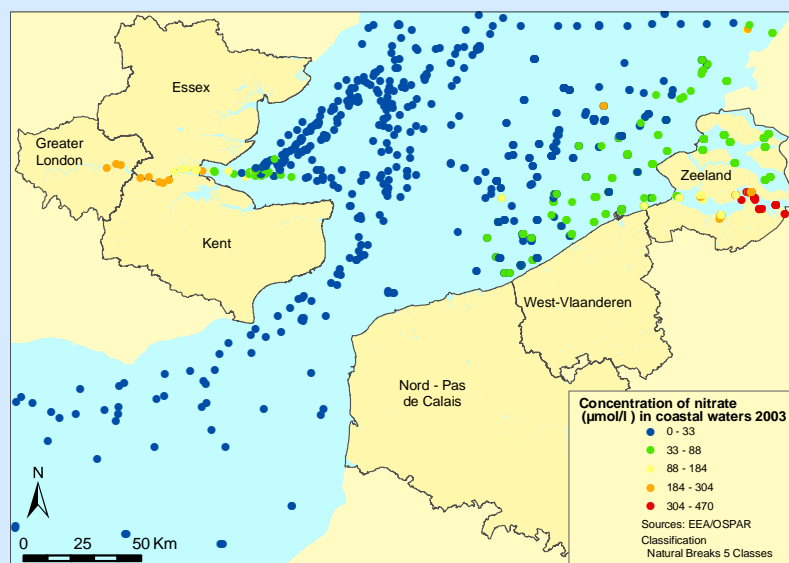 Essex
Greater
London
Zeeland
Kent
West-Vlaanderen
Nord - Pas
de Calais
N
0 25 50 Km
Concentration of nitrate
(µmol/l ) in coastal waters 2003
0 - 33
33 - 88
88 - 184
184 - 304
304 - 470
Sources: EEA/OSPAR
Classification
Natural Breaks 5 Classes